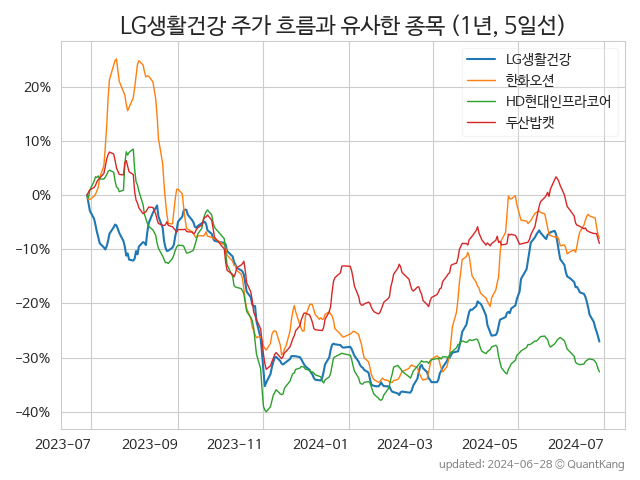 LG생활건강 주가 흐름과 유사한 종목 (1년, 5일선)
LG생활건강
한화오션
HD현대인프라코어
두산밥캣
20%
10%
0%
−10%
−20%
−30%
−40%
2023-07 2023-09 2023-11 2024-01 2024-03 2024-05 2024-07
updated: 2024-06-28 © QuantKang